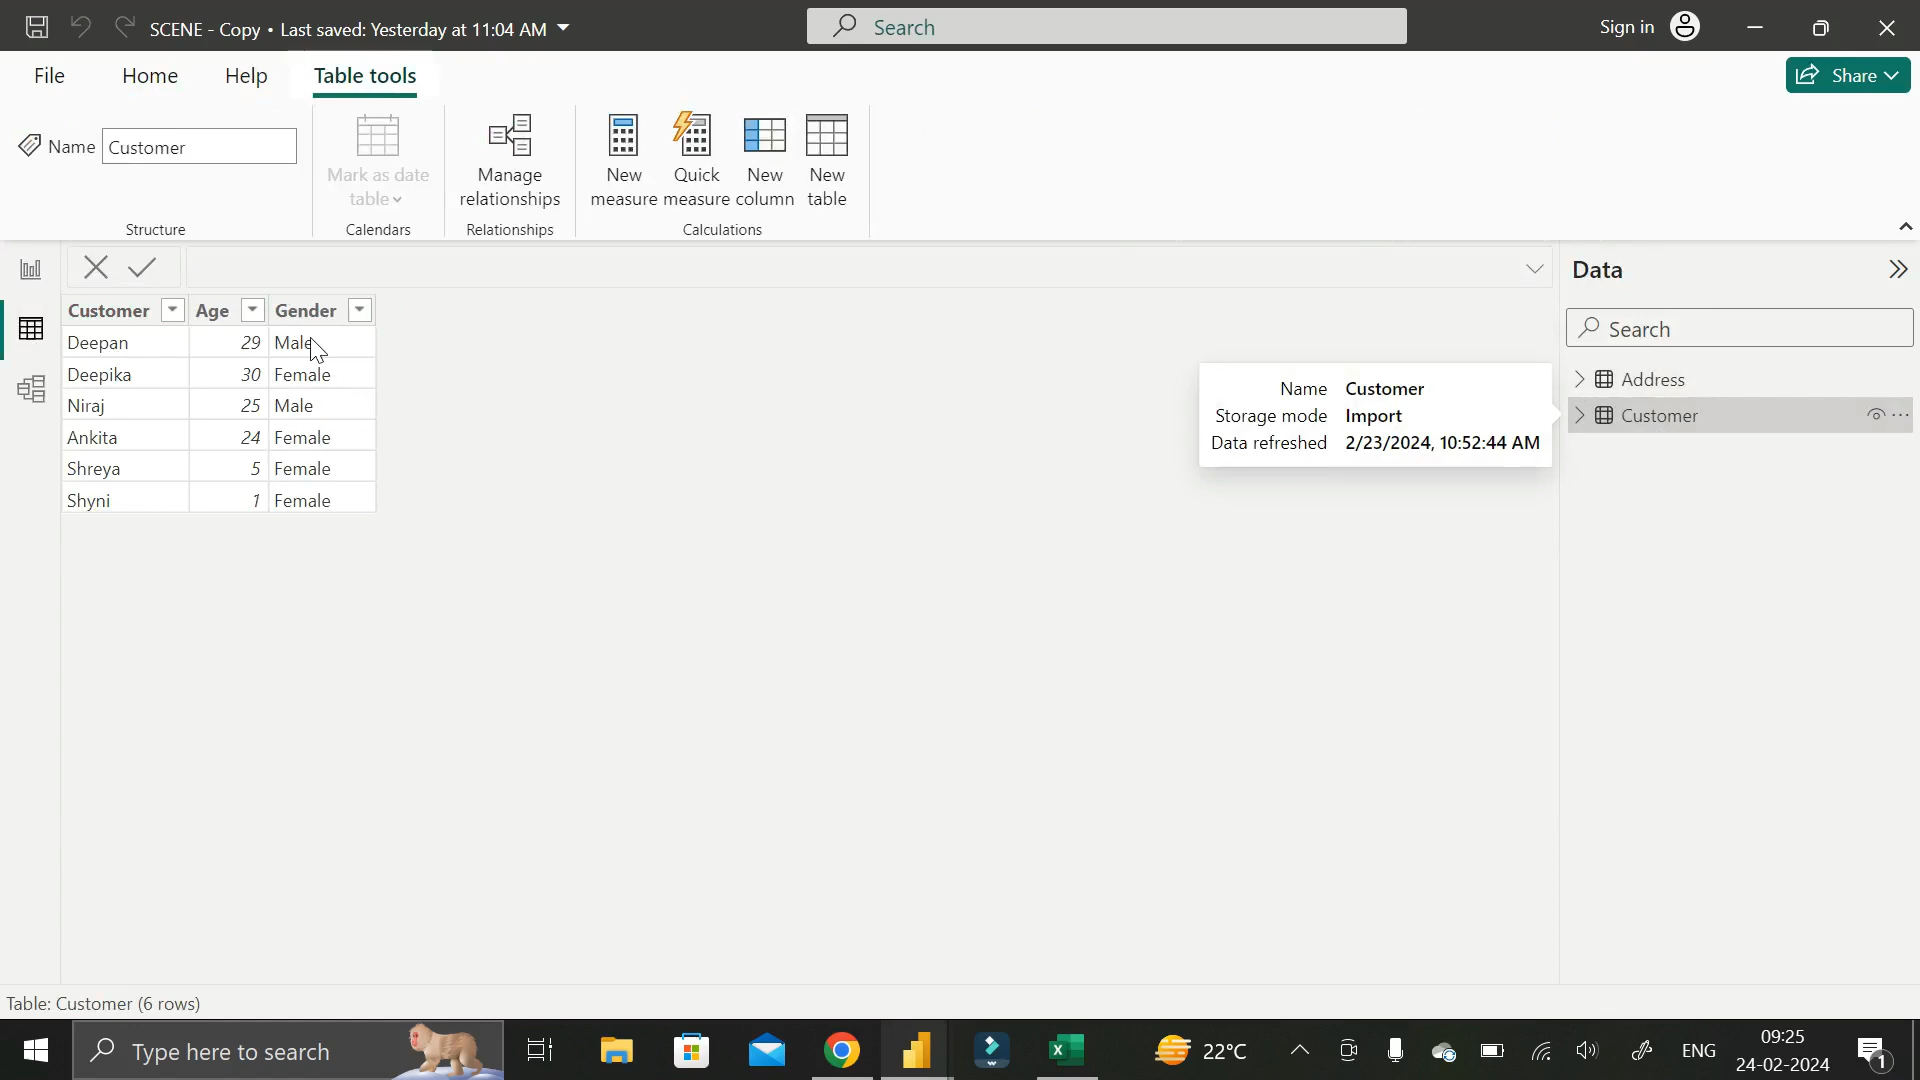 SCENE - Copy • Last saved: Yesterday at 11:04 AM
Search
Sign in
File Home Help Table tools
Share
Name Customer
Mark as date table
Manage relationships
New measure
Quick measure
New column
New table
Structure Calendars Relationships Calculations
Data
Search
Customer Age Gender
Deepan 29 Male
Deepika 30 Female
Niraj 25 Male
Ankita 24 Female
Shreya 5 Female
Shyni 1 Female
Name Customer
Storage mode Import
Data refreshed 2/23/2024, 10:52:44 AM
Address
Customer
Table: Customer (6 rows)
Type here to search
22°C
ENG
09:25
24-02-2024
1